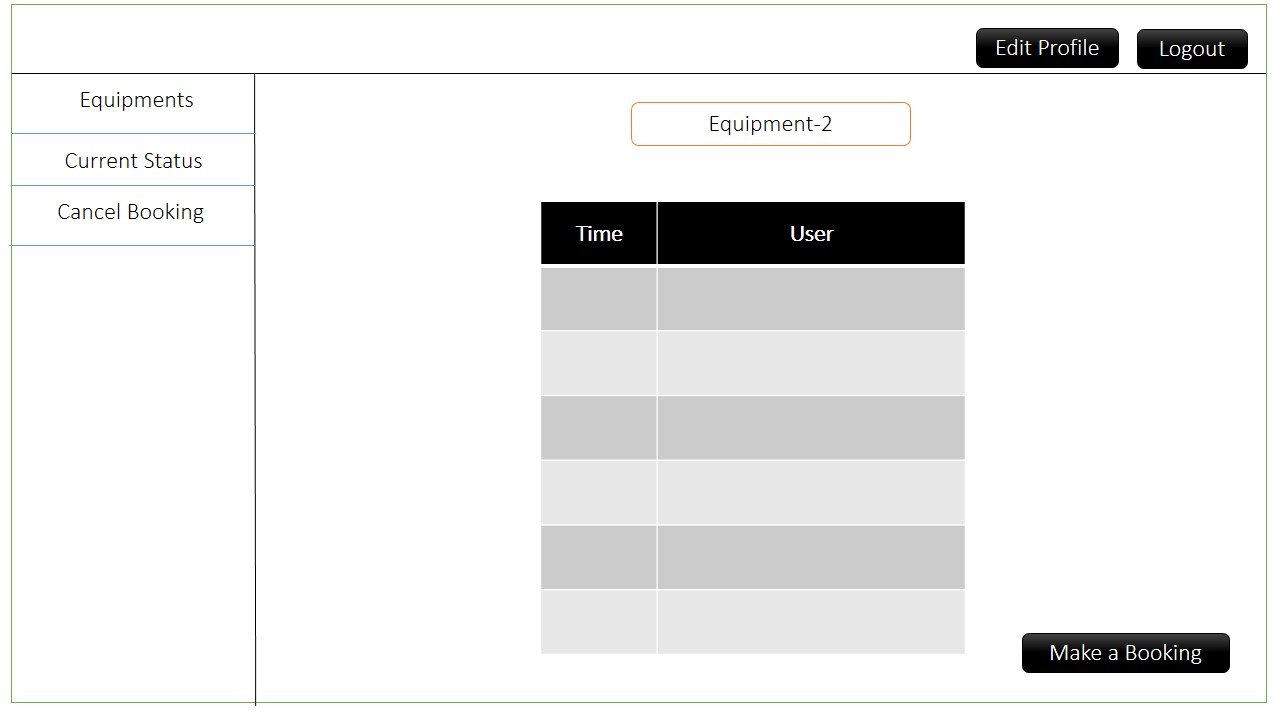 Edit Profile
Logout
Equipments
Equipment-2
Current Status
Cancel Booking
Time
User
Make a Booking